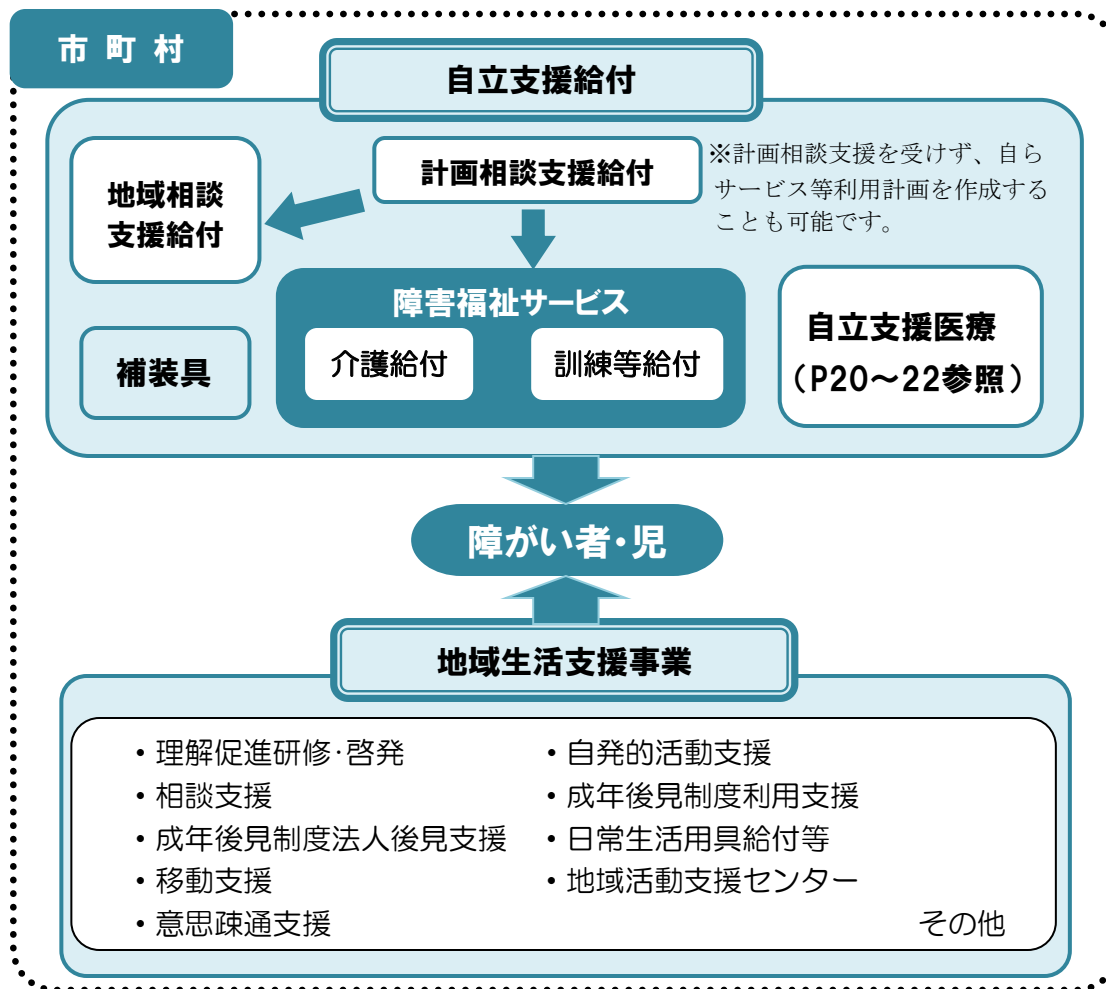 市 町 村
自立支援給付
地域相談
支援給付
計画相談支援給付
※計画相談支援を受けず、自ら
サービス等利用計画を作成する
ことも可能です。
障害福祉サービス
介護給付
訓練等給付
補装具
自立支援医療
（P20～22参照）
障がい者・児
地域生活支援事業
・理解促進研修・啓発
・自発的活動支援
・相談支援
・成年後見制度利用支援
・成年後見制度法人後見支援
・日常生活用具給付等
・移動支援
・地域活動支援センター
・意思疎通支援
その他